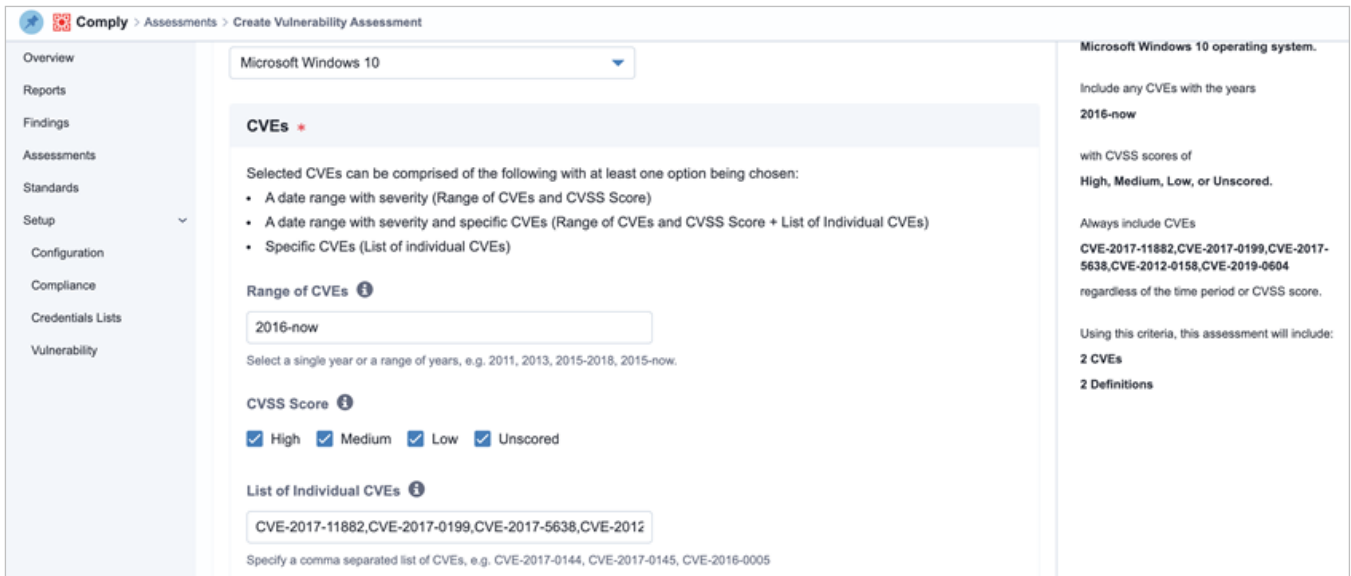 Comply > Assessments > Create Vulnerability Assessment
Overview
Reports
Findings
Assessments
Standards
Setup
Configuration
Compliance
Credentials Lists
Vulnerability
Microsoft Windows 10
CVEs *
Selected CVEs can be comprised of the following with at least one option being chosen:
• A date range with severity (Range of CVEs and CVSS Score)
• A date range with severity and specific CVEs (Range of CVEs and CVSS Score + List of Individual CVEs)
• Specific CVEs (List of individual CVEs)
Range of CVEs
2016-now
Select a single year or a range of years, e.g. 2011, 2013, 2015-2018, 2015-now.
CVSS Score
High Medium Low Unscored
List of Individual CVEs
CVE-2017-11882,CVE-2017-0199,CVE-2017-5638,CVE-2012
Specify a comma separated list of CVEs, e.g. CVE-2017-0144, CVE-2017-0145, CVE-2016-0005
Microsoft Windows 10 operating system.
Include any CVEs with the years
2016-now
with CVSS scores of
High, Medium, Low, or Unscored.
Always include CVEs
CVE-2017-11882,CVE-2017-0199,CVE-2017-
5638,CVE-2012-0158,CVE-2019-0604
regardless of the time period or CVSS score.
Using this criteria, this assessment will include:
2 CVEs
2 Definitions